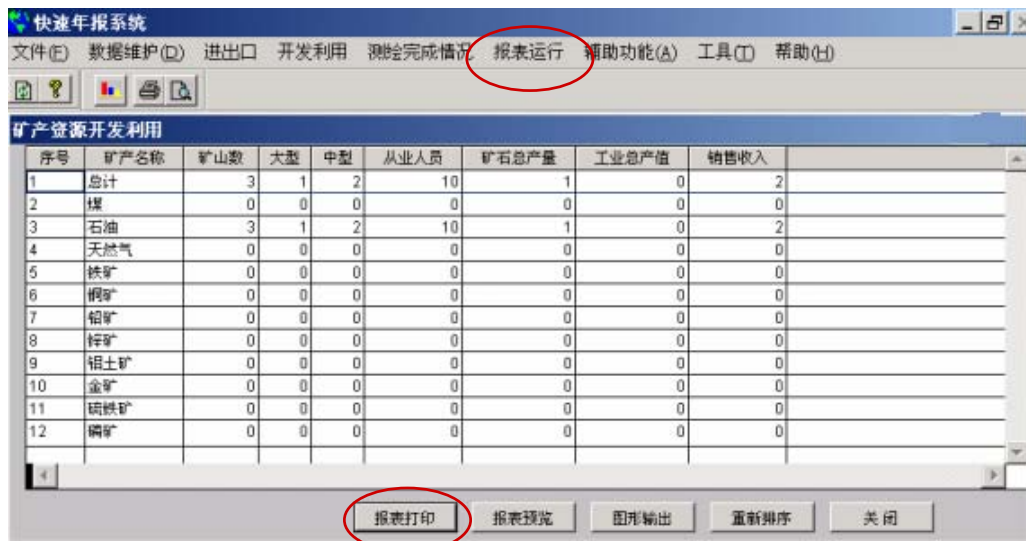 快速年报系统
文件(F) 数据维护(D) 进出口 开发利用 测绘完成情况 报表运行 辅助功能(A) 工具(T) 帮助(H)
矿产资源开发利用
序号 矿产名称 矿山数 大型 中型 从业人员 矿石总产量 工业总产值 销售收入
1 总计 3 1 2 10 1 0 2
2 煤 0 0 0 0 0 0 0
3 石油 3 1 2 10 1 0 2
4 天然气 0 0 0 0 0 0 0
5 铁矿 0 0 0 0 0 0 0
6 铜矿 0 0 0 0 0 0 0
7 铅矿 0 0 0 0 0 0 0
8 锌矿 0 0 0 0 0 0 0
9 铝土矿 0 0 0 0 0 0 0
10 金矿 0 0 0 0 0 0 0
11 硫铁矿 0 0 0 0 0 0 0
12 磷矿 0 0 0 0 0 0 0
报表打印 报表预览 图形输出 重新排序 关闭